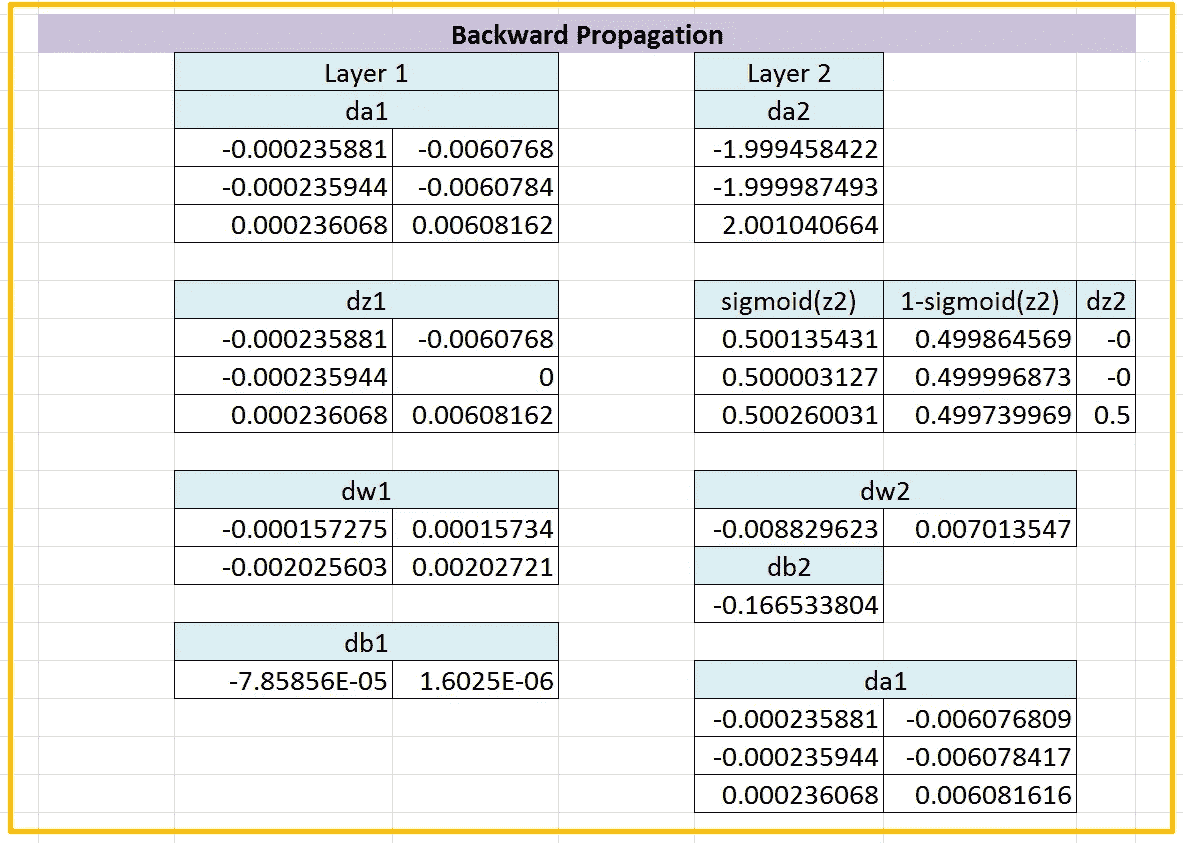 Backward Propagation
Layer 1 Layer 2
da1 da2
-0.000235881 -0.0060768 -1.999458422
-0.000235944 -0.0060784 -1.999987493
0.000236068 0.00608162 2.001040664
dz1 sigmoid(z2) 1-sigmoid(z2) dz2
-0.000235881 -0.0060768 0.500135431 0.499864569 -0
-0.000235944 0 0.500003127 0.499996873 -0
0.000236068 0.00608162 0.500260031 0.499739969 0.5
dw1 dw2
-0.000157275 0.00015734 -0.008829623 0.007013547
-0.002025603 0.00202721 db2
-0.166533804
db1
-7.85856E-05 1.6025E-06 da1
-0.000235881 -0.006076809
-0.000235944 -0.006078417
0.000236068 0.006081616